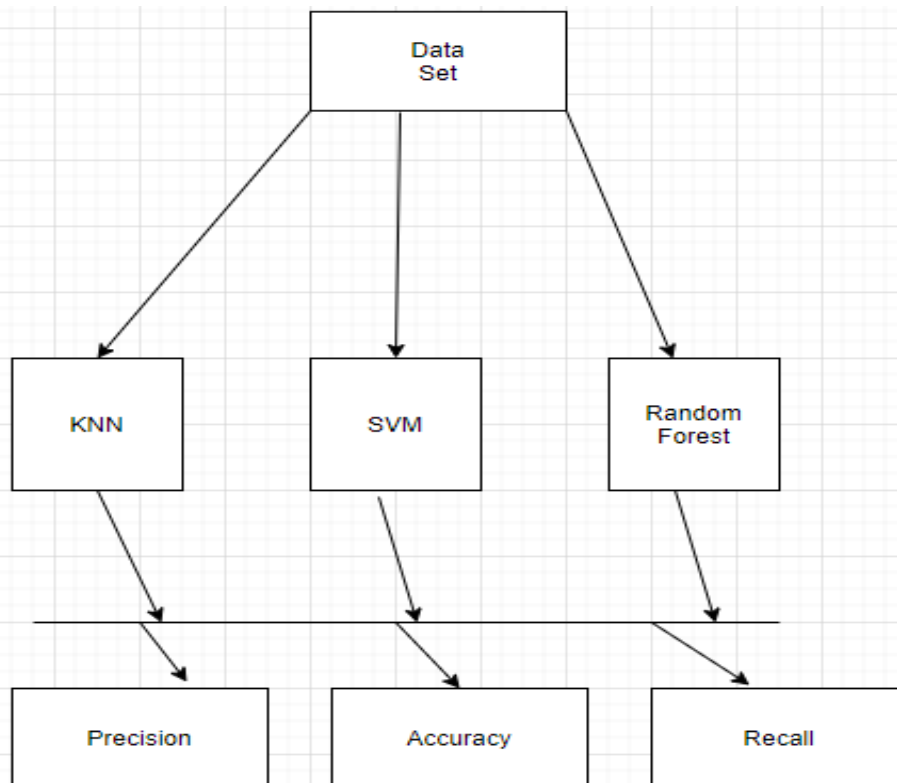 Data
Set
KNN
SVM
Random
Forest
Precision
Accuracy
Recall